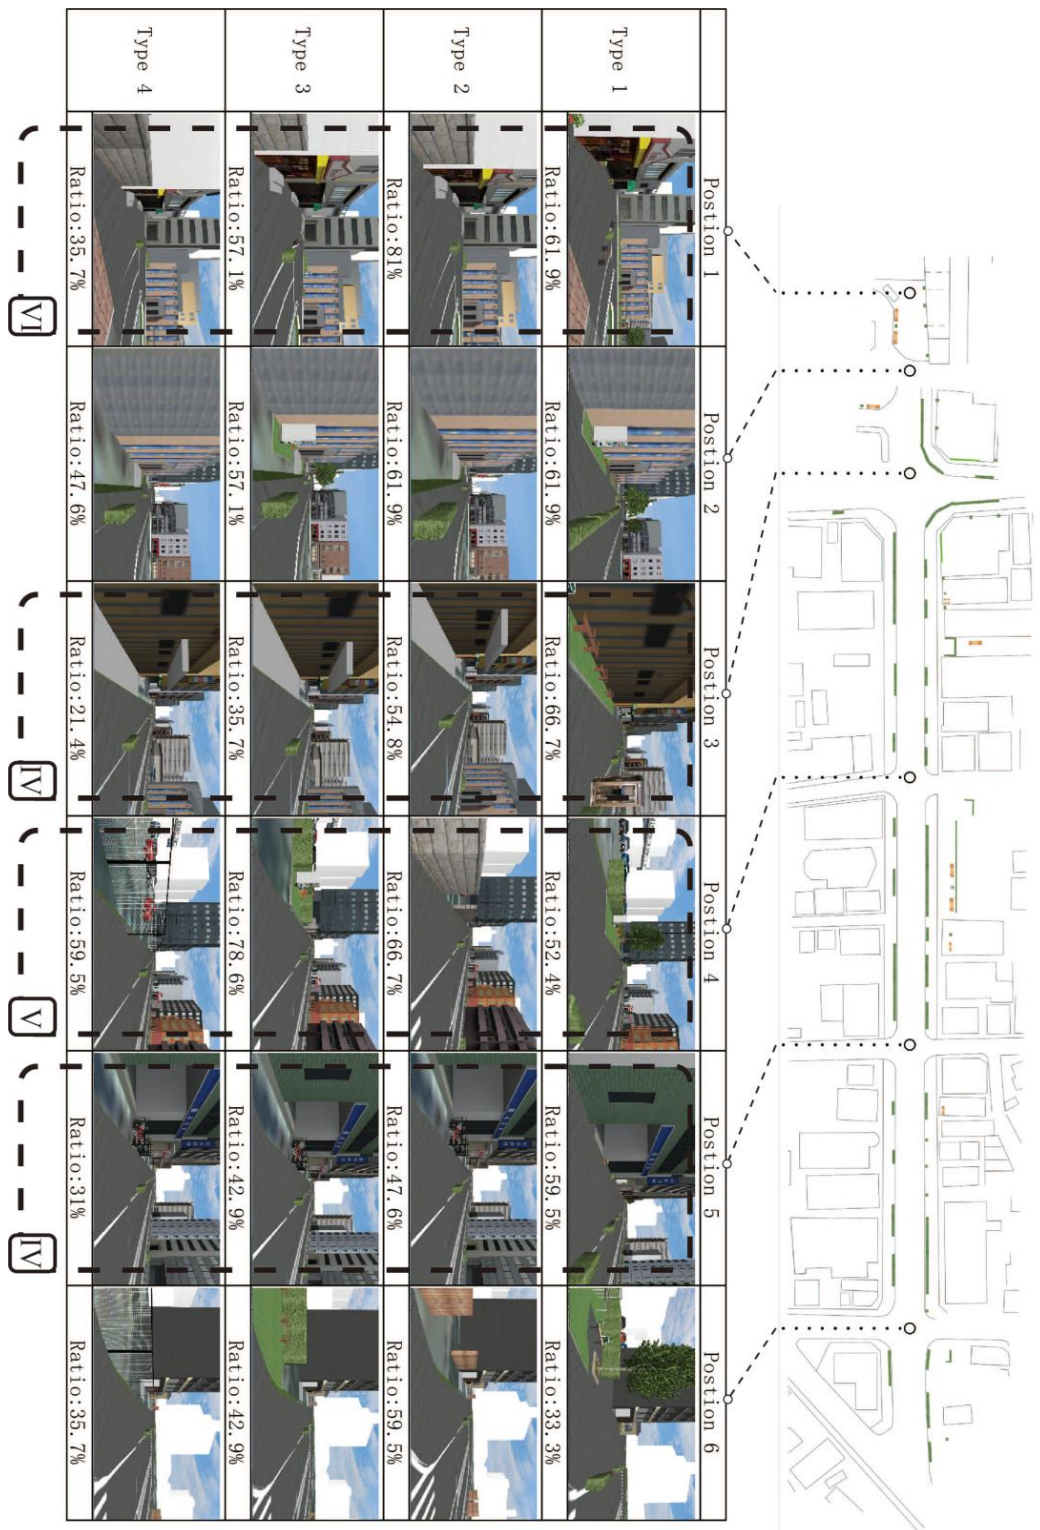 Postion 1
Postion 2
Postion 3
Postion 4
Postion 5
Postion 6
Type 1
Ratio:61.9%
Ratio:61.9%
Ratio:66.7%
Ratio:52.4%
Ratio:59.5%
Ratio:33.3%
Type 2
Ratio:81%
Ratio:61.9%
Ratio:54.8%
Ratio:66.7%
Ratio:47.6%
Ratio:59.5%
Type 3
Ratio:57.1%
Ratio:57.1%
Ratio:35.7%
Ratio:78.6%
Ratio:42.9%
Ratio:42.9%
Type 4
Ratio:35.7%
Ratio:47.6%
Ratio:21.4%
Ratio:59.5%
Ratio:31%
Ratio:35.7%
VI
IV
V
IV